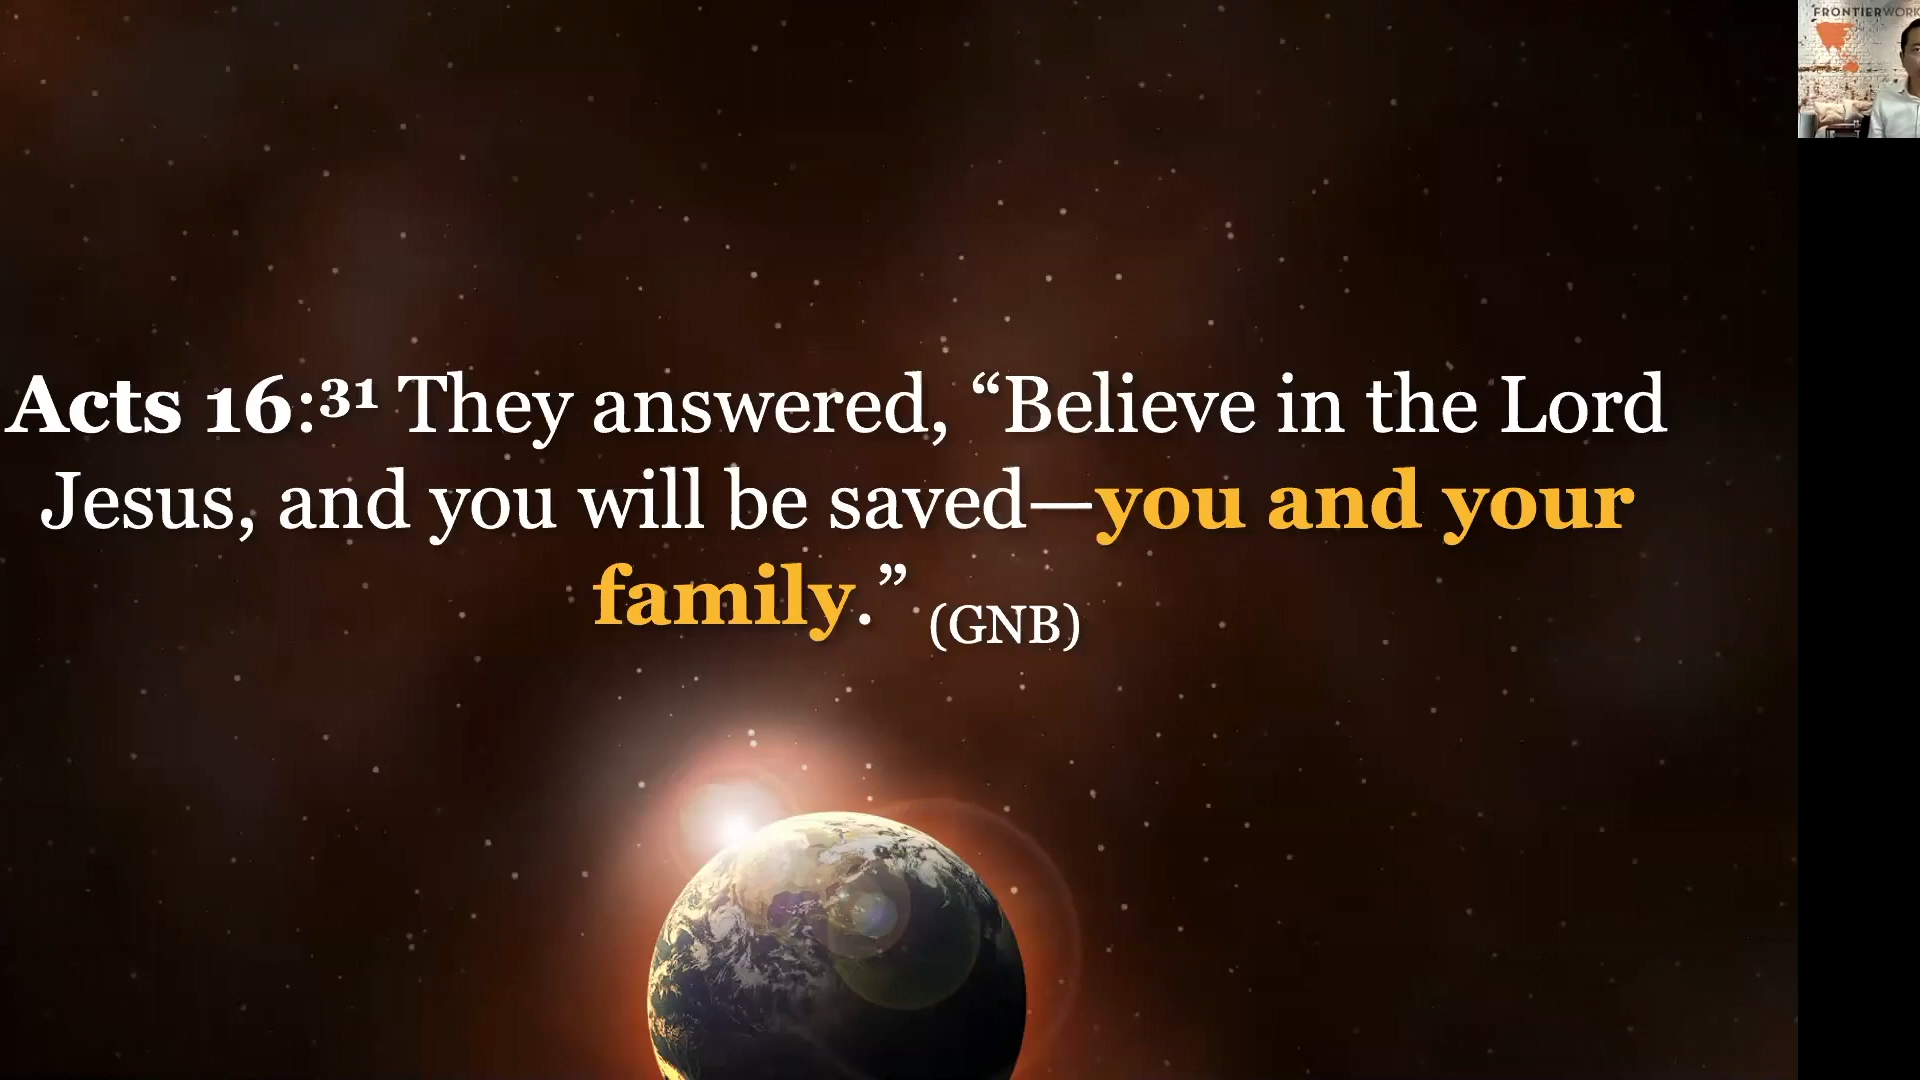 FRONTIERWORK
Acts 16:³¹ They answered, “Believe in the Lord
Jesus, and you will be saved—you and your
family.” (GNB)